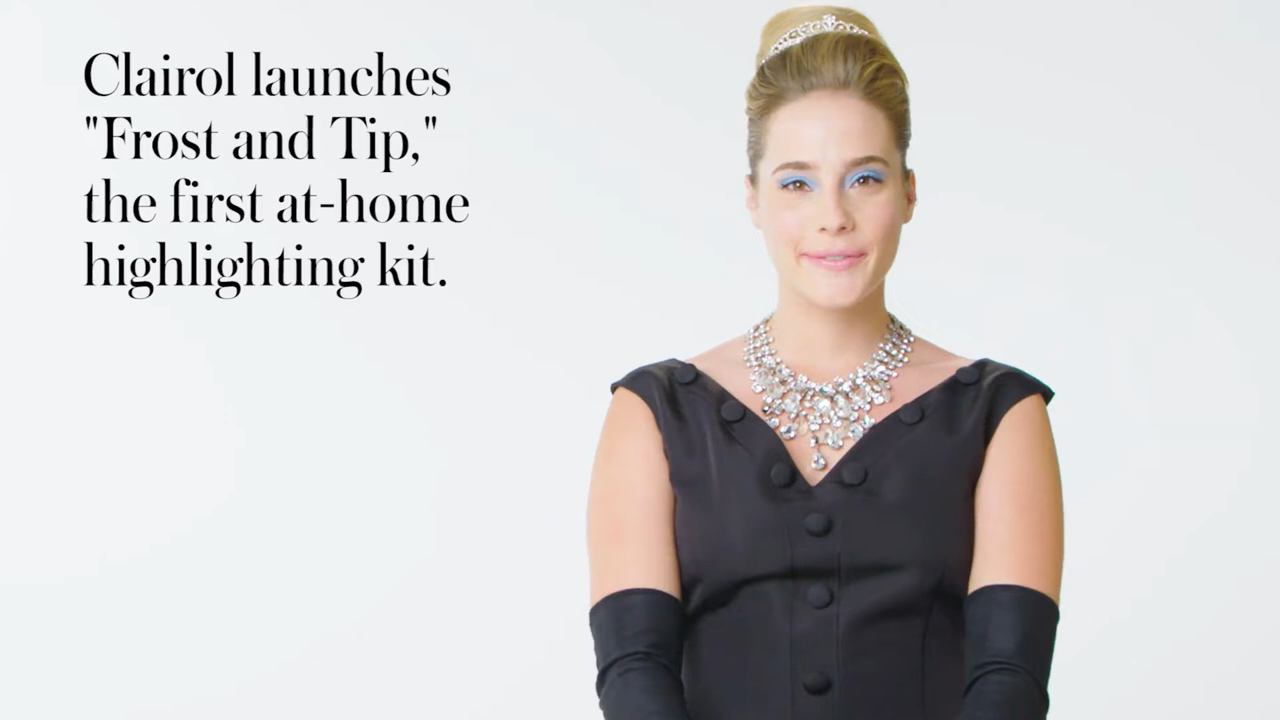 Clairol launches
"Frost and Tip,"
the first at-home
highlighting kit.